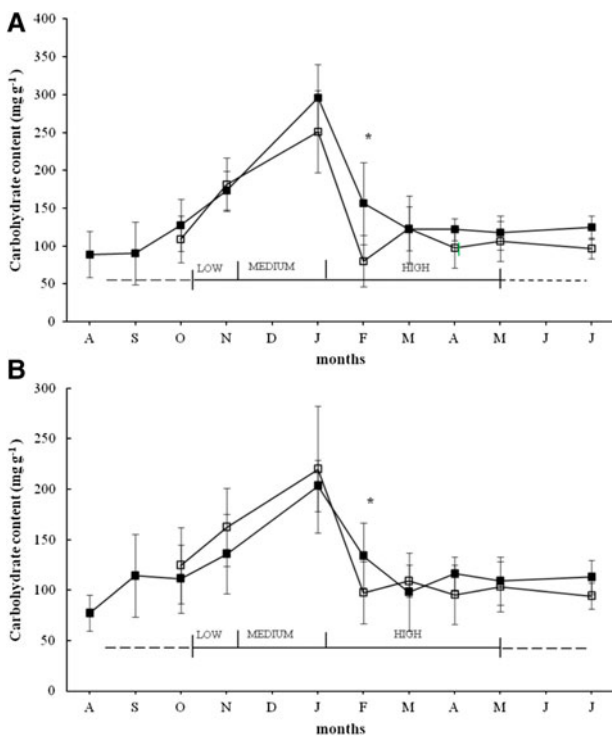 A
Carbohydrate content (mg g-1)
400
350
300
250
200
150
100
50
0
*
LOW MEDIUM HIGH
A S O N D J F M A M J J
months
B
Carbohydrate content (mg g-1)
300
250
200
150
100
50
0
*
LOW MEDIUM HIGH
A S O N D J F M A M J J
months